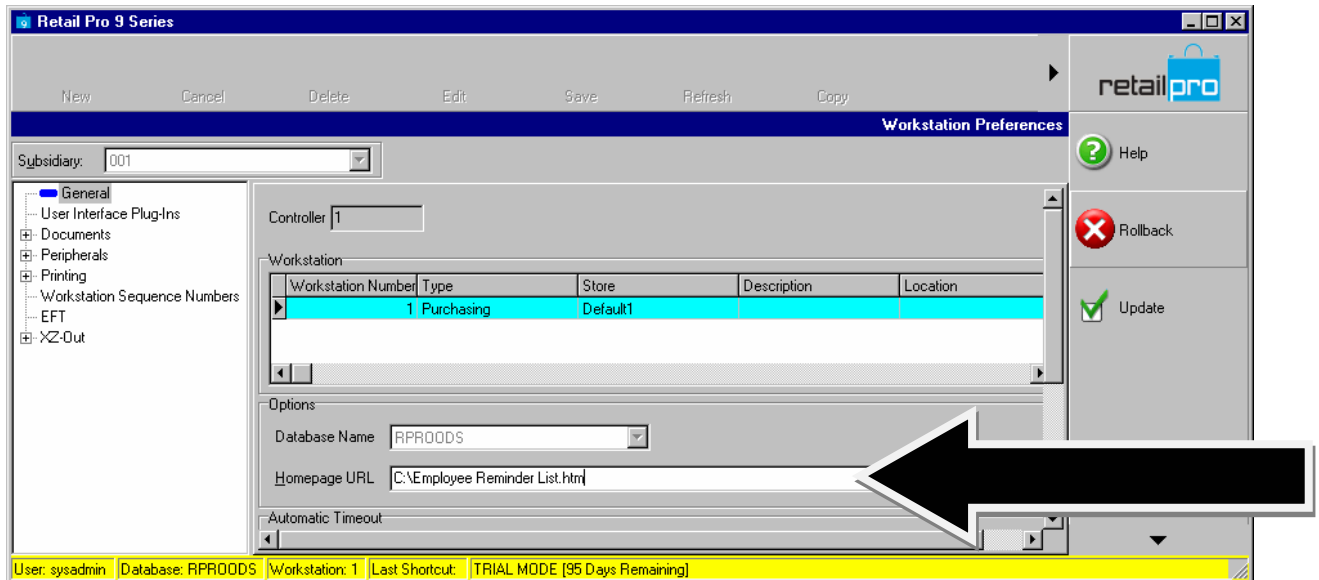 Retail Pro 9 Series
New Cancel Delete Edit Save Refresh Copy
retailpro
Workstation Preferences
Subsidiary: 001
Help
General
User Interface Plug-Ins
Documents
Peripherals
Printing
Workstation Sequence Numbers
EFT
XZ-Out
Controller 1
Rollback
Workstation
Workstation Number Type Store Description Location
1 Purchasing Default1
Update
Options
Database Name RPROODS
Homepage URL C:\Employee Reminder List.htm
Automatic Timeout
User: sysadmin Database: RPROODS Workstation: 1 Last Shortcut: TRIAL MODE [95 Days Remaining]